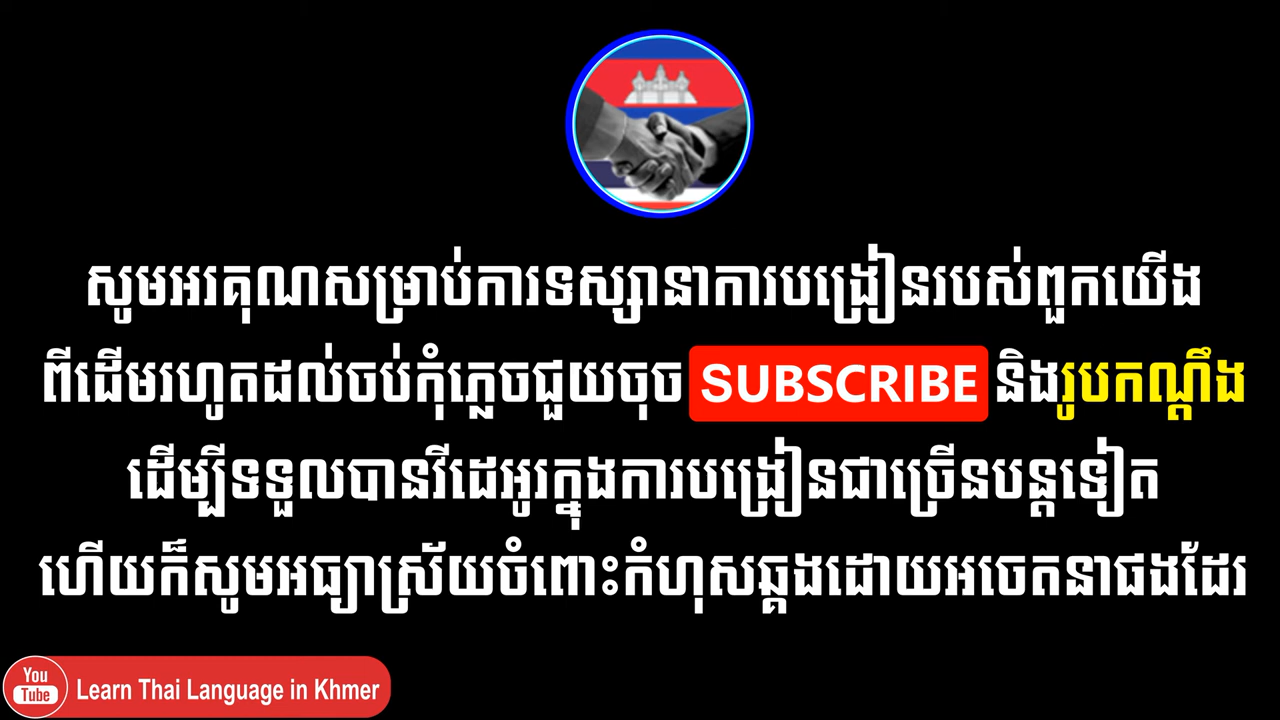 សូមអរគុណសម្រាប់ការទស្សានាការបង្រៀនរបស់ពួកយើង
ពីដើមរហូតដល់ចប់កុំភ្លេចជួយចុច SUBSCRIBE និងរូបកណ្ដឹង
ដើម្បីទទួលបានវីដេអូរក្នុងការបង្រៀនជាច្រើនបន្តទៀត
ហើយក៏សូមអធ្យាស្រ័យចំពោះកំហុសឆ្គងដោយអចេតនាផងដែរ
You Tube Learn Thai Language in Khmer